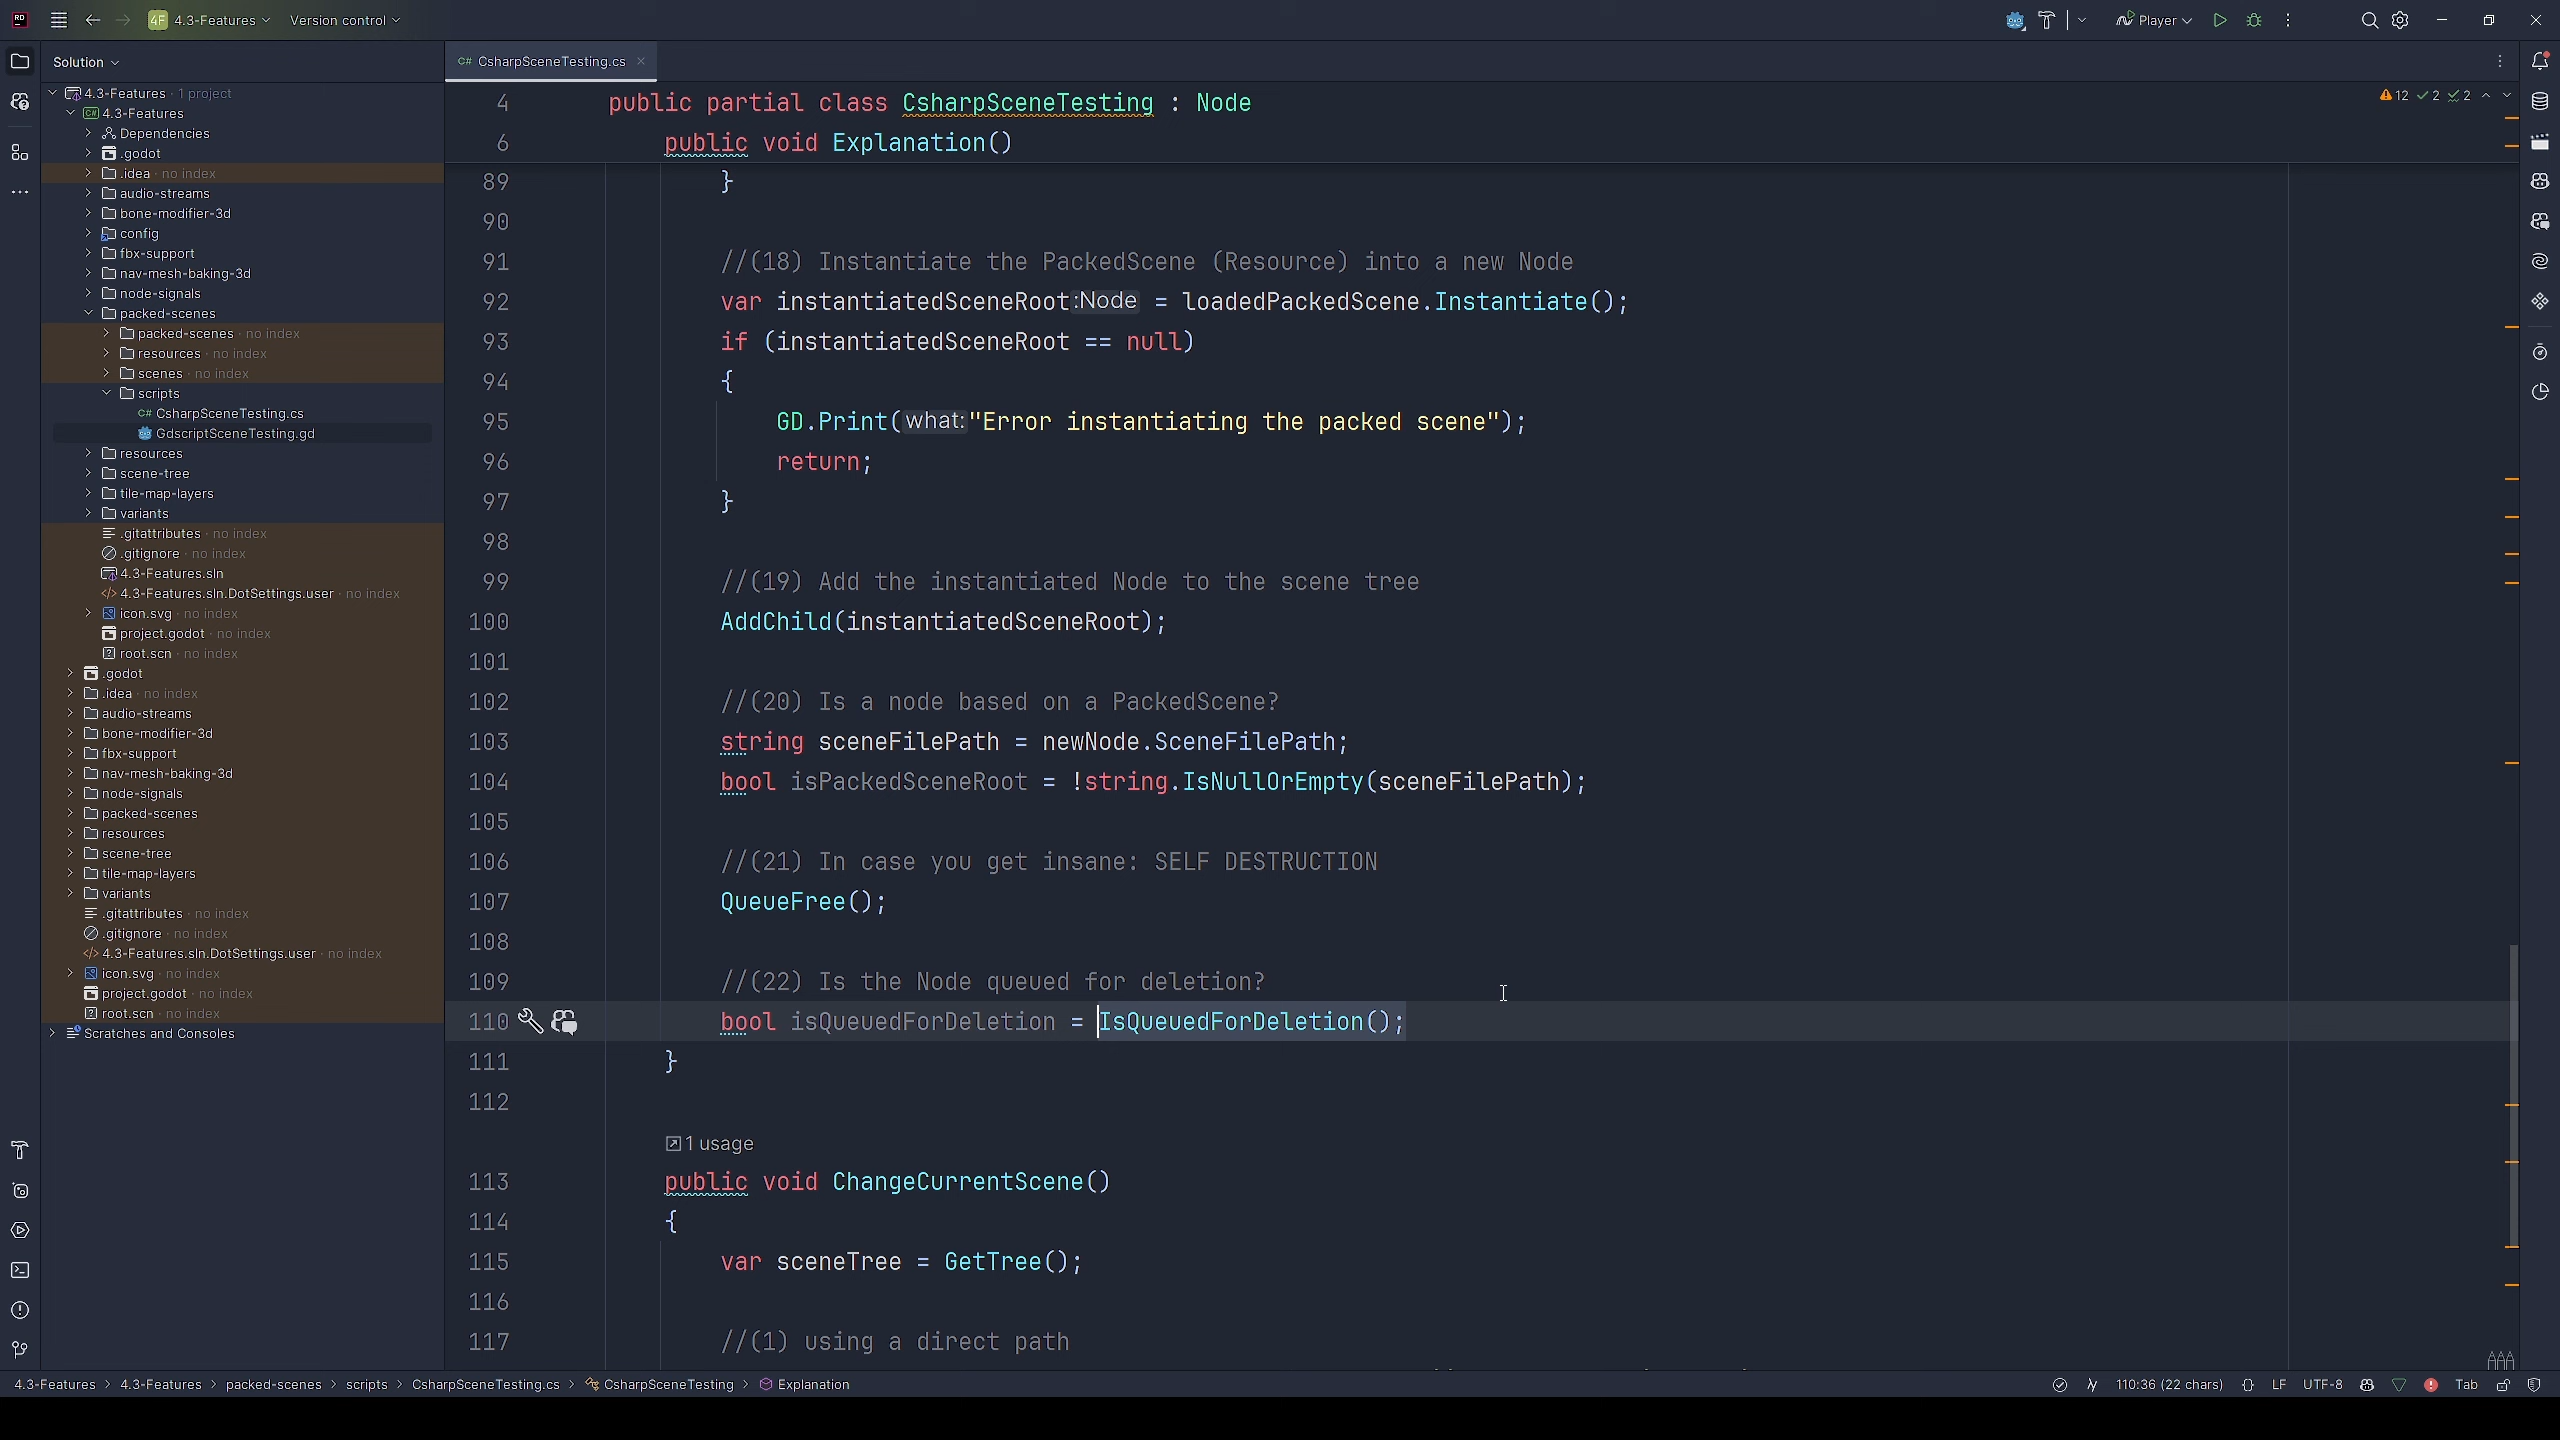 4F 4.3-Features
Version control
Player
Solution
C# CsharpSceneTesting.cs
4.3-Features · 1 project
4.3-Features
Dependencies
.godot
.idea · no index
audio-streams
bone-modifier-3d
config
fbx-support
nav-mesh-baking-3d
node-signals
packed-scenes
packed-scenes · no index
resources · no index
scenes · no index
scripts
C# CsharpSceneTesting.cs
GdscriptSceneTesting.gd
resources
scene-tree
tile-map-layers
variants
.gitattributes · no index
.gitignore · no index
4.3-Features.sln
4.3-Features.sln.DotSettings.user · no index
icon.svg · no index
project.godot · no index
root.scn · no index
.godot
.idea · no index
audio-streams
bone-modifier-3d
fbx-support
nav-mesh-baking-3d
node-signals
packed-scenes
resources
scene-tree
tile-map-layers
variants
.gitattributes · no index
.gitignore · no index
4.3-Features.sln.DotSettings.user · no index
icon.svg · no index
project.godot · no index
root.scn · no index
Scratches and Consoles
12 2 2
4 public partial class CsharpSceneTesting : Node
6 public void Explanation()
89 }
90
91 //(18) Instantiate the PackedScene (Resource) into a new Node
92 var instantiatedSceneRoot :Node = loadedPackedScene.Instantiate();
93 if (instantiatedSceneRoot == null)
94 {
95 GD.Print( what: "Error instantiating the packed scene");
96 return;
97 }
98
99 //(19) Add the instantiated Node to the scene tree
100 AddChild(instantiatedSceneRoot);
101
102 //(20) Is a node based on a PackedScene?
103 string sceneFilePath = newNode.SceneFilePath;
104 bool isPackedSceneRoot = !string.IsNullOrEmpty(sceneFilePath);
105
106 //(21) In case you get insane: SELF DESTRUCTION
107 QueueFree();
108
109 //(22) Is the Node queued for deletion?
110 bool isQueuedForDeletion = IsQueuedForDeletion();
111 }
112
1 usage
113 public void ChangeCurrentScene()
114 {
115 var sceneTree = GetTree();
116
117 //(1) using a direct path
4.3-Features > 4.3-Features > packed-scenes > scripts > CsharpSceneTesting.cs > CsharpSceneTesting > Explanation
110:36 (22 chars) LF UTF-8 Tab